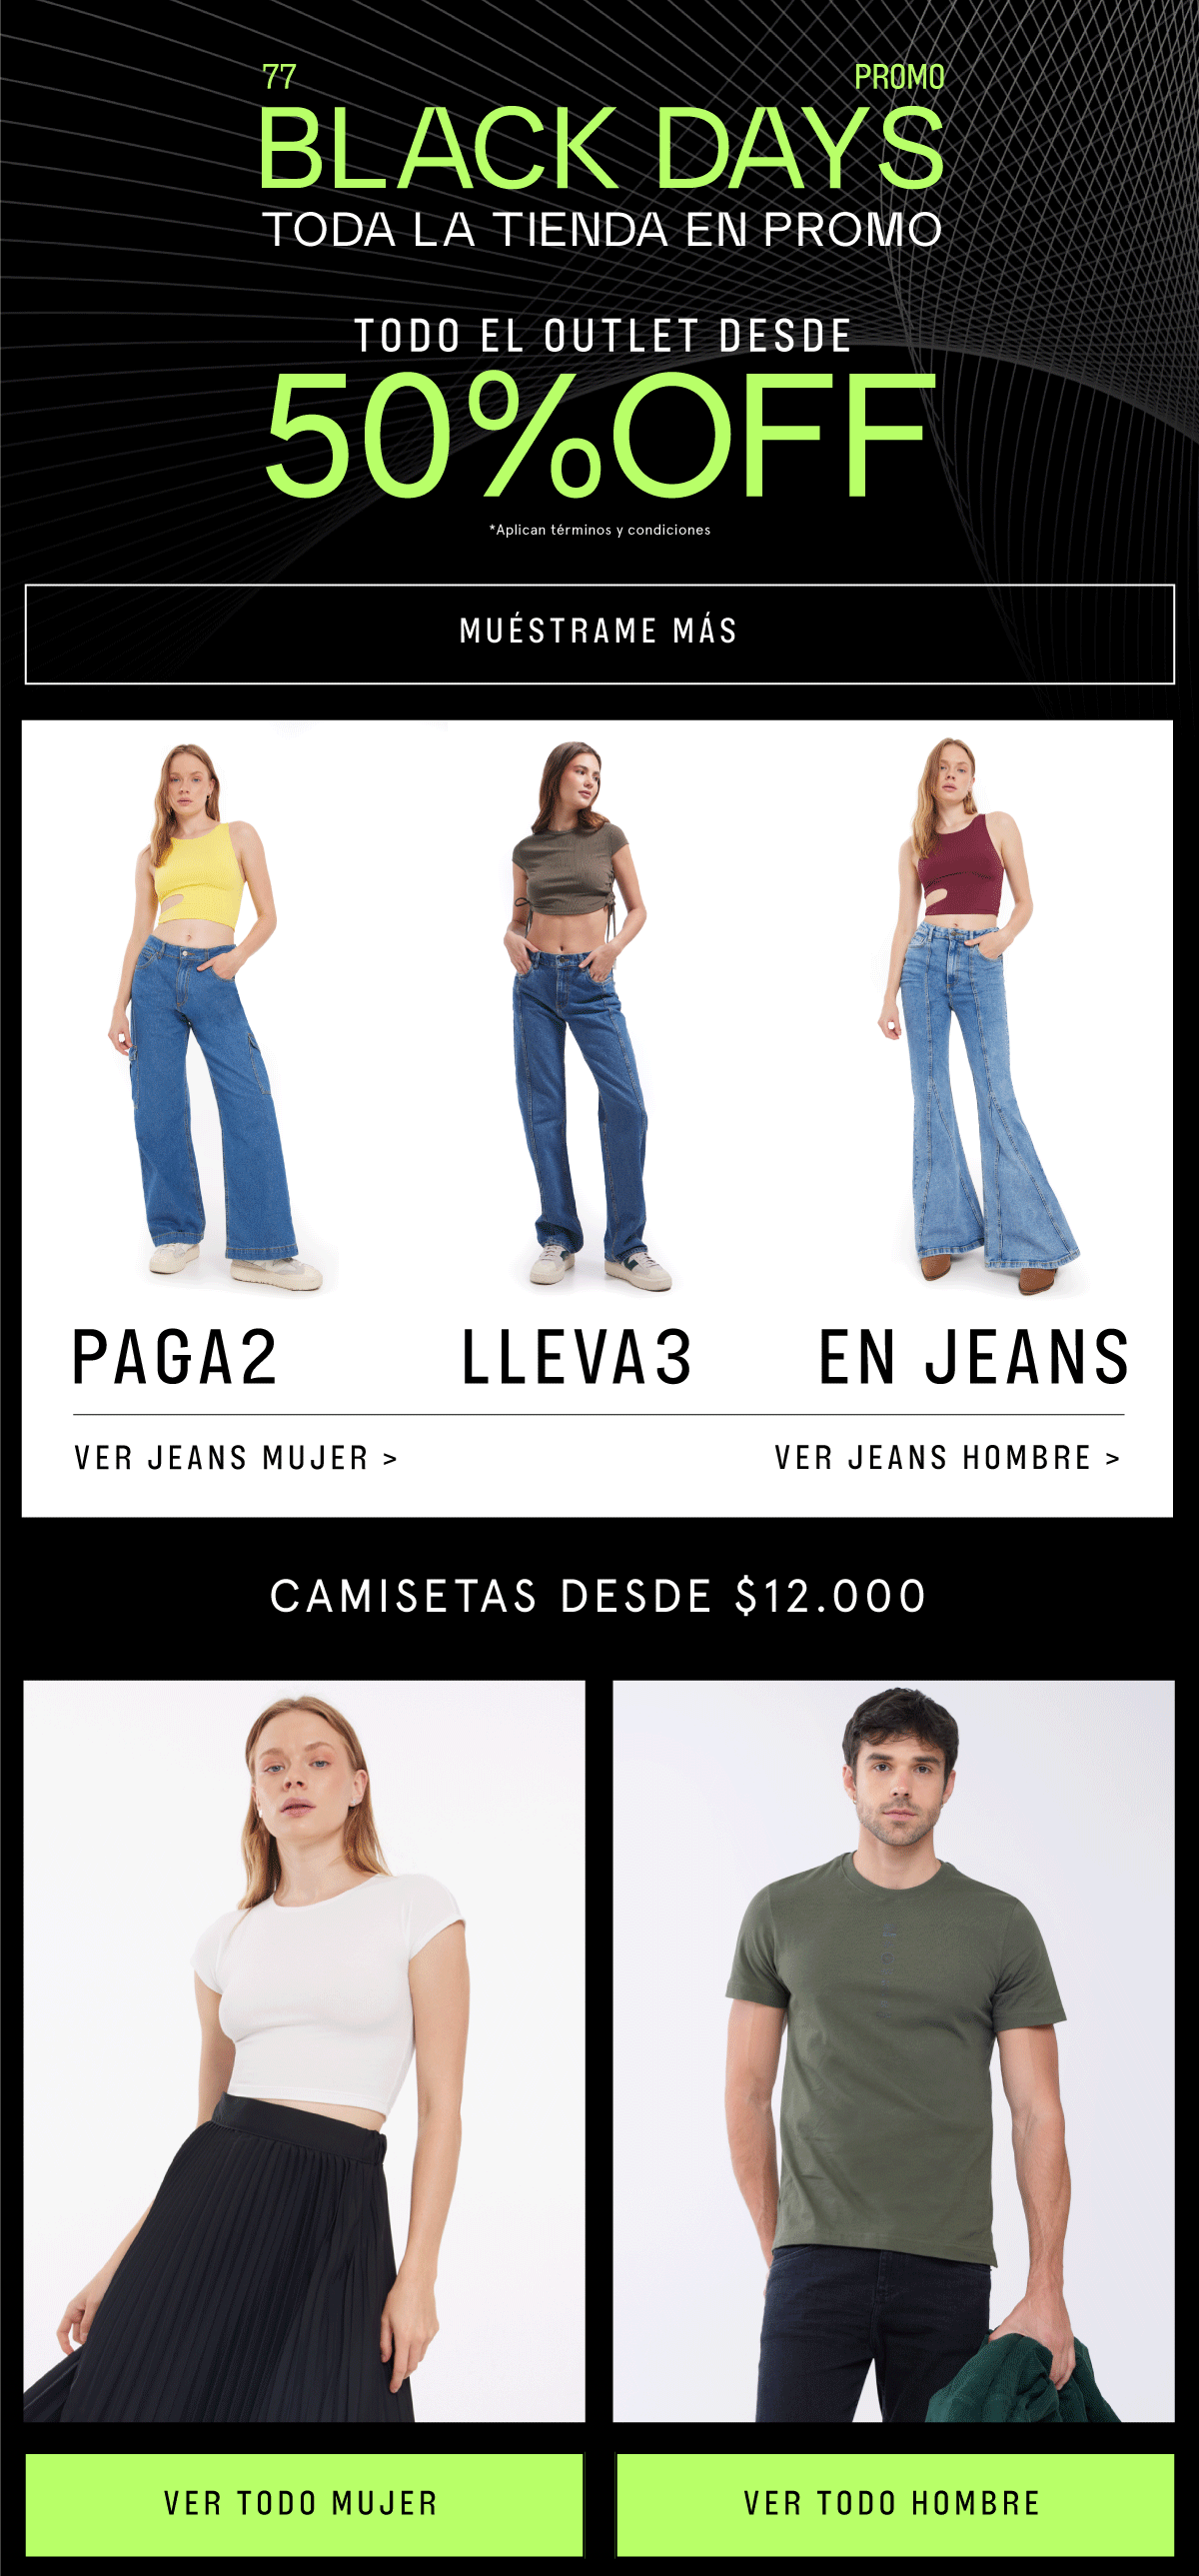 77 PROMO
BLACK DAYS
TODA LA TIENDA EN PROMO
TODO EL OUTLET DESDE
50%OFF
*Aplican términos y condiciones
MUÉSTRAME MÁS
PAGA2 LLEVA3 EN JEANS
VER JEANS MUJER > VER JEANS HOMBRE >
CAMISETAS DESDE $12.000
VER TODO MUJER VER TODO HOMBRE